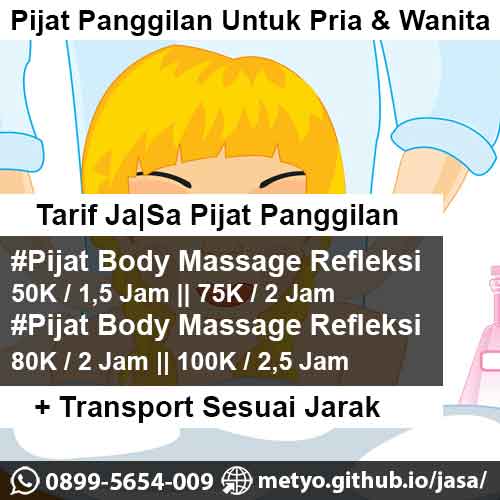 Pijat Panggilan Untuk Pria & Wanita
Tarif Ja|Sa Pijat Panggilan
#Pijat Body Massage Refleksi
50K / 1,5 Jam || 75K / 2 Jam
#Pijat Body Massage Refleksi
80K / 2 Jam || 100K / 2,5 Jam
+ Transport Sesuai Jarak
0899-5654-009 metyo.github.io/jasa/